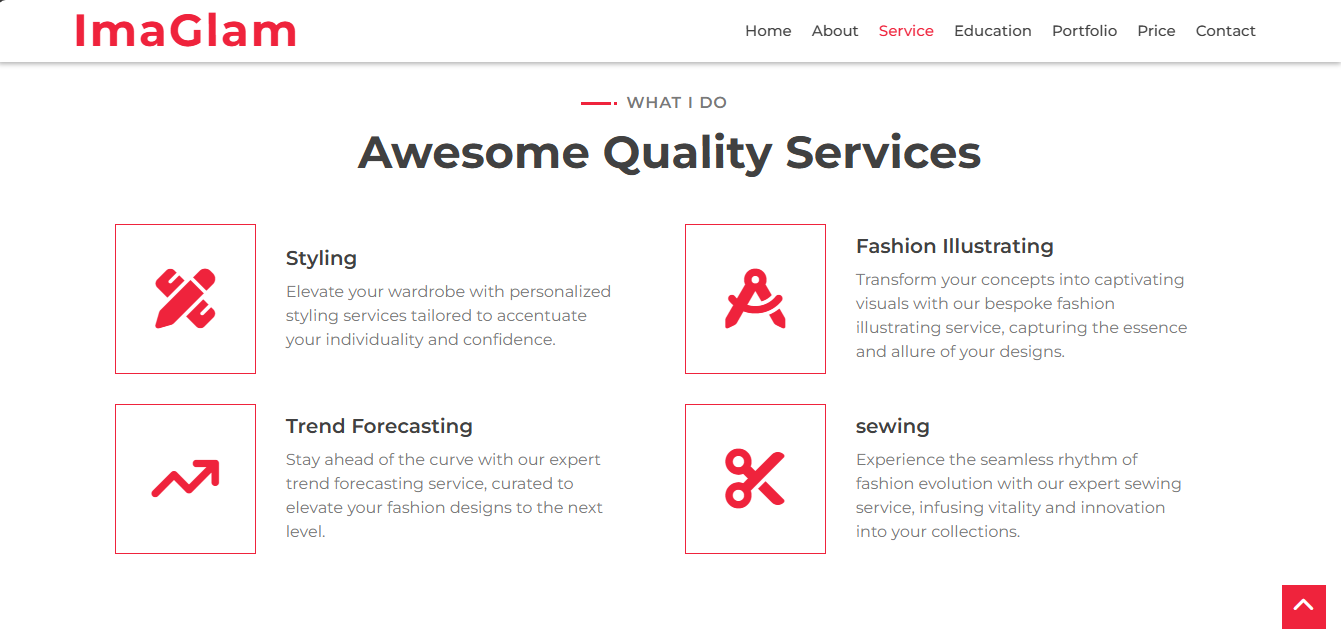 ImaGlam
Home About Service Education Portfolio Price Contact
WHAT I DO
Awesome Quality Services
Styling
Elevate your wardrobe with personalized
styling services tailored to accentuate
your individuality and confidence.
Fashion Illustrating
Transform your concepts into captivating
visuals with our bespoke fashion
illustrating service, capturing the essence
and allure of your designs.
Trend Forecasting
Stay ahead of the curve with our expert
trend forecasting service, curated to
elevate your fashion designs to the next
level.
sewing
Experience the seamless rhythm of
fashion evolution with our expert sewing
service, infusing vitality and innovation
into your collections.